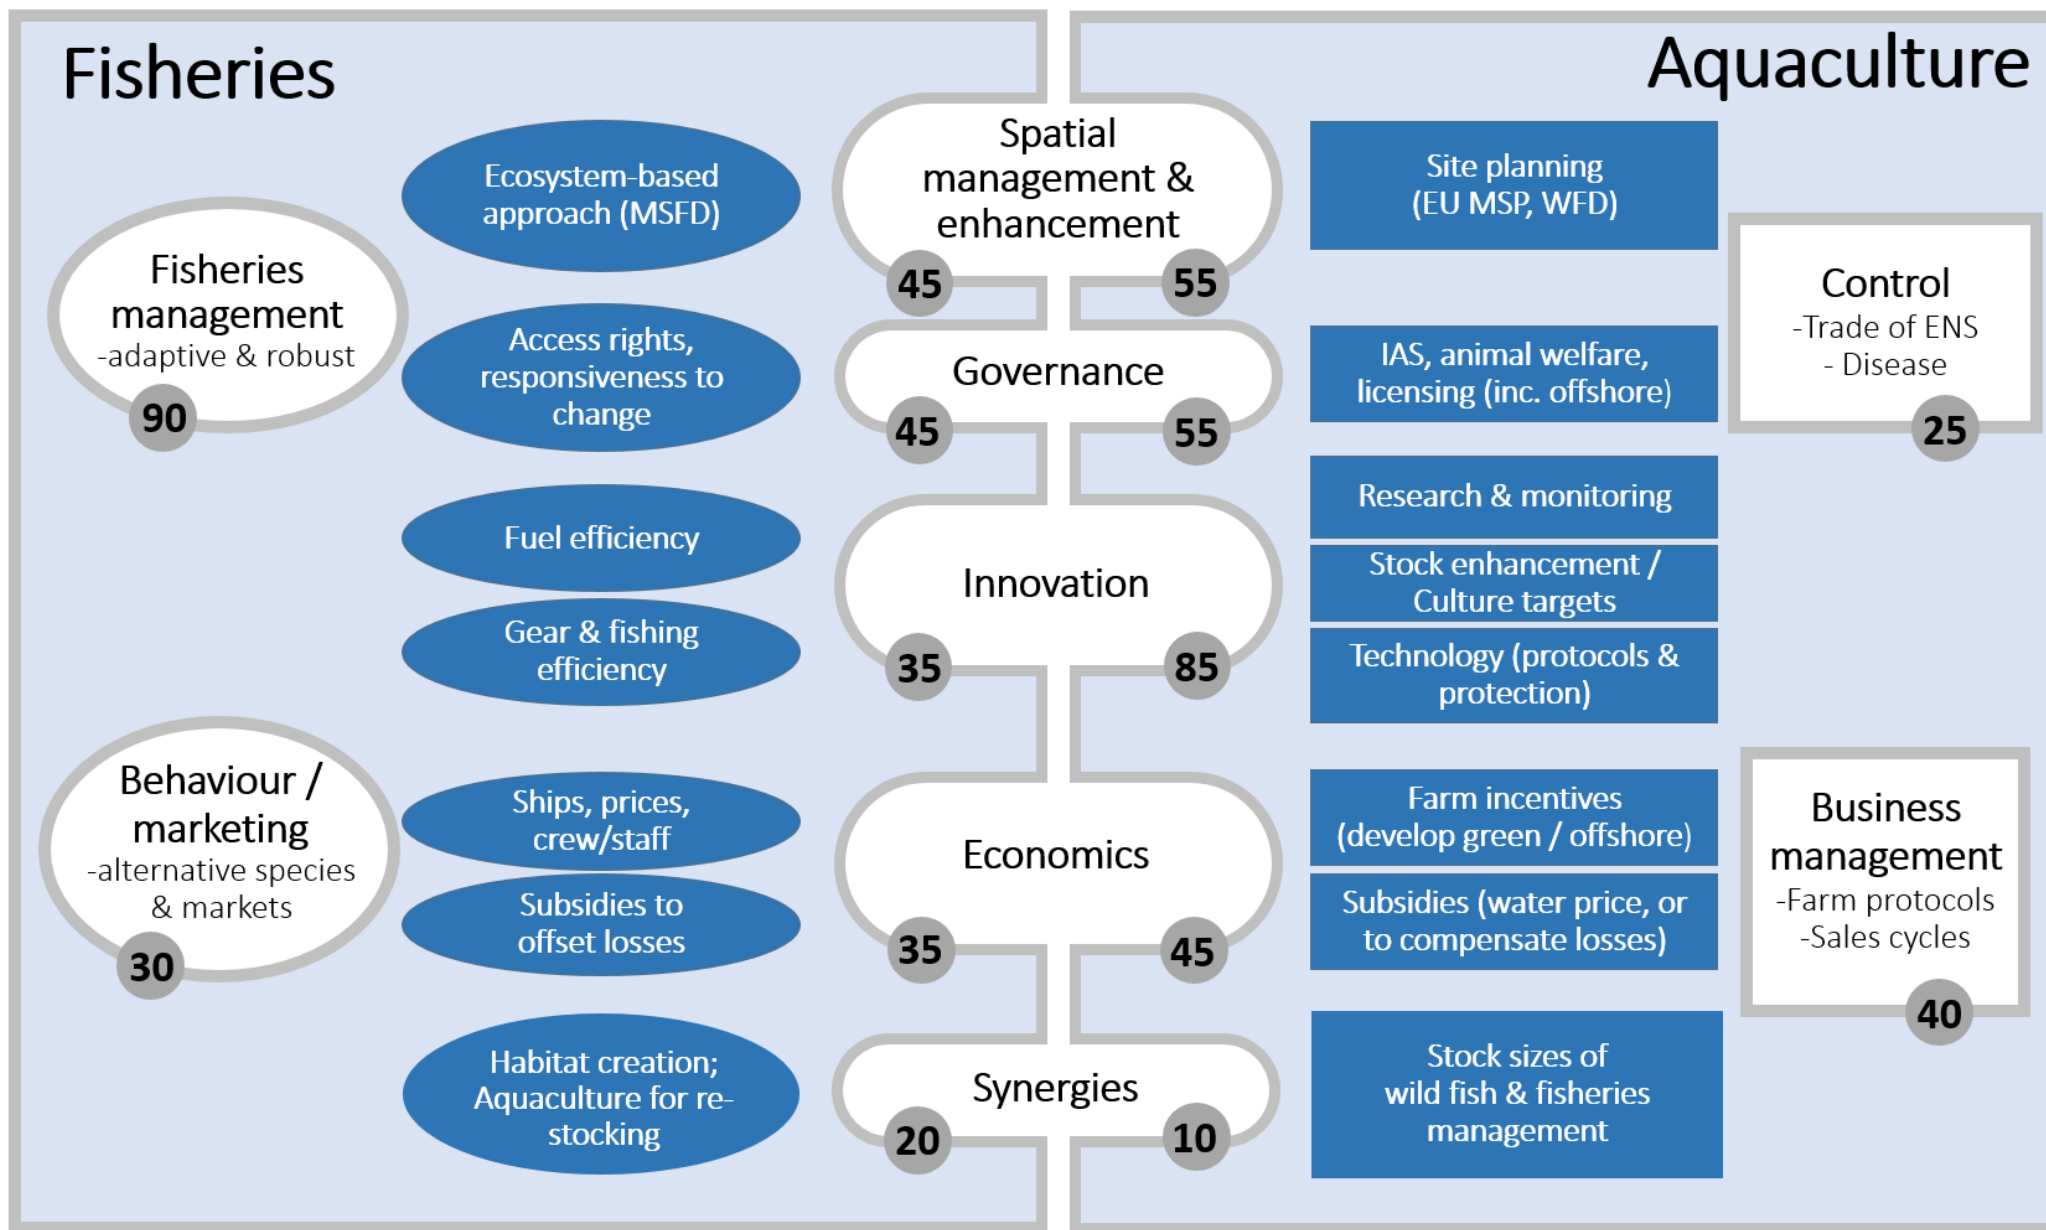 Fisheries
Aquaculture
Fisheries
management
-adaptive & robust
90
Behaviour /
marketing
-alternative species
& markets
30
Ecosystem-based
approach (MSFD)
Access rights,
responsiveness to
change
Fuel efficiency
Gear & fishing
efficiency
Ships, prices,
crew/staff
Subsidies to
offset losses
Habitat creation;
Aquaculture for re-
stocking
Spatial
management &
enhancement
45
55
Governance
45
55
Innovation
35
85
Economics
35
45
Synergies
20
10
Site planning
(EU MSP, WFD)
IAS, animal welfare,
licensing (inc. offshore)
Research & monitoring
Stock enhancement /
Culture targets
Technology (protocols &
protection)
Farm incentives
(develop green / offshore)
Subsidies (water price, or
to compensate losses)
Stock sizes of
wild fish & fisheries
management
Control
-Trade of ENS
- Disease
25
Business
management
-Farm protocols
-Sales cycles
40